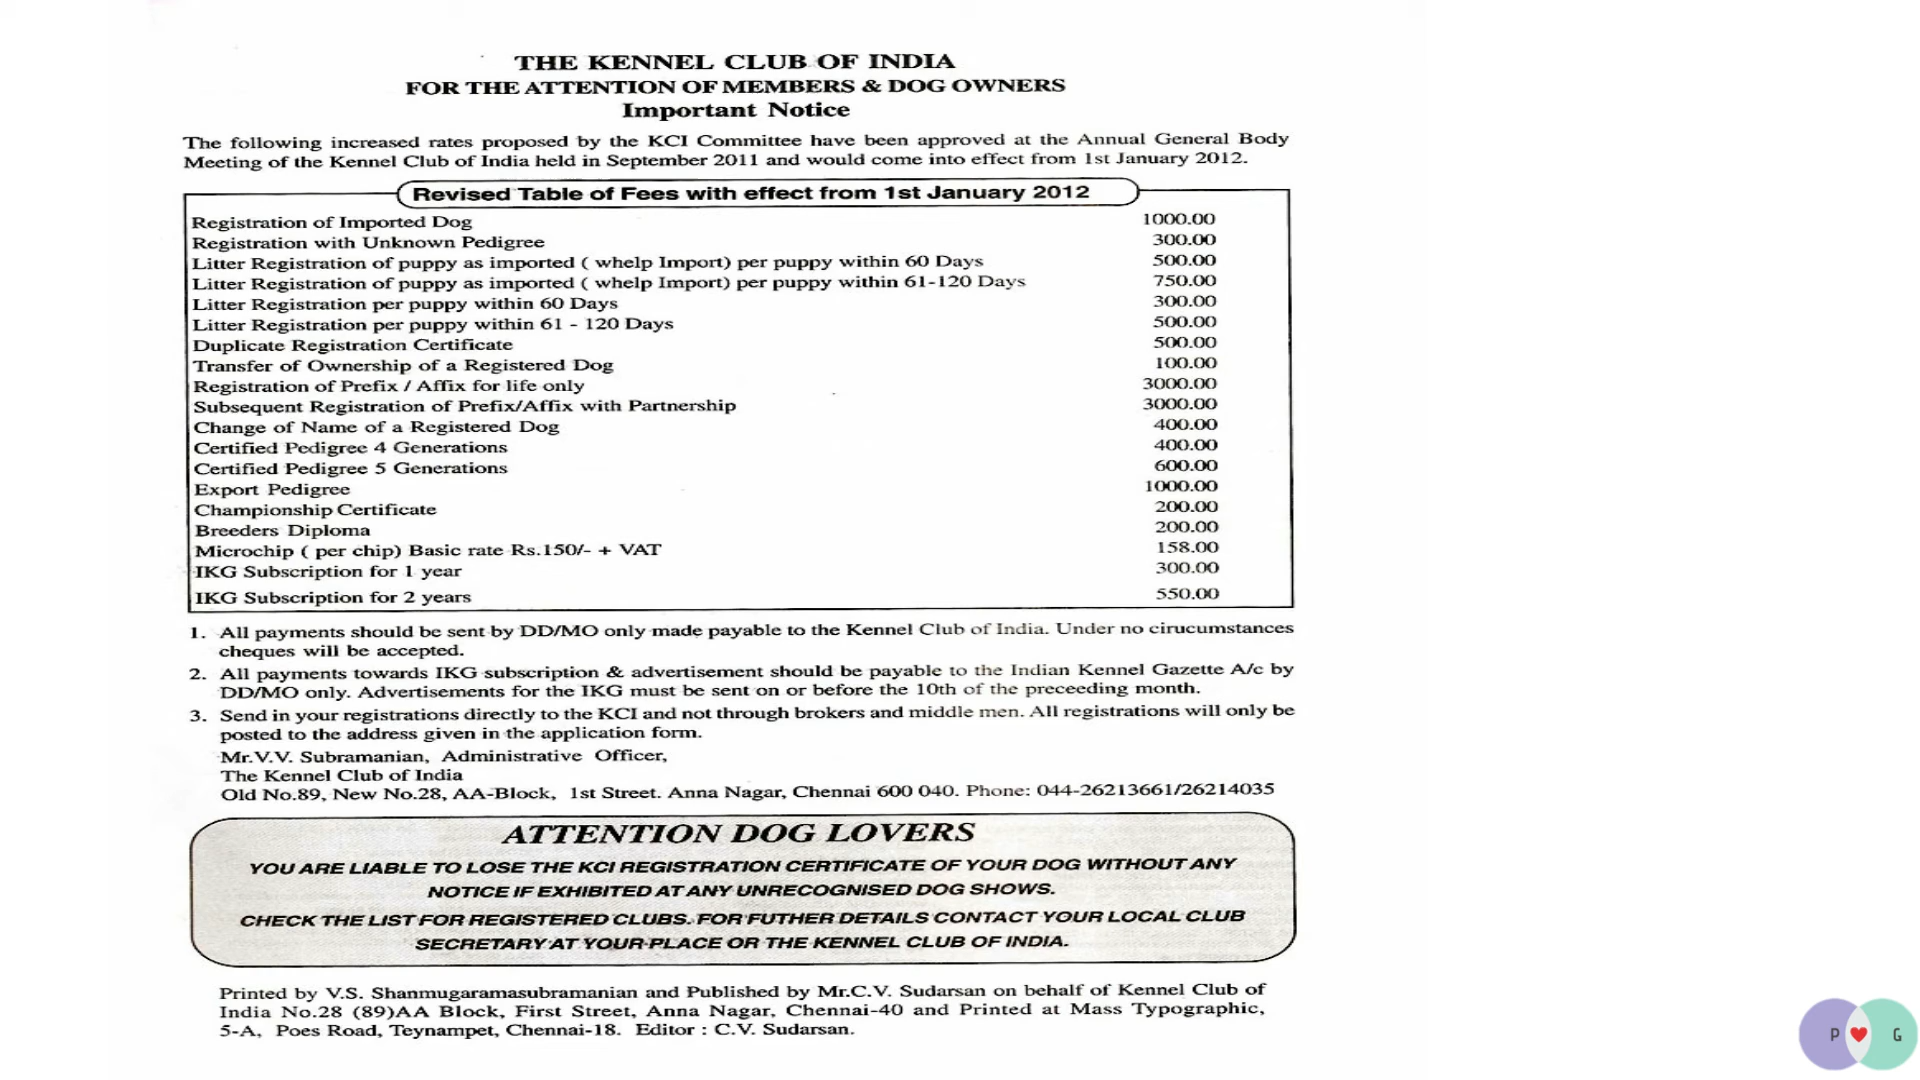 THE KENNEL CLUB OF INDIA
FOR THE ATTENTION OF MEMBERS & DOG OWNERS
Important Notice
The following increased rates proposed by the KCI Committee have been approved at the Annual General Body
Meeting of the Kennel Club of India held in September 2011 and would come into effect from 1st January 2012.
Revised Table of Fees with effect from 1st January 2012
Registration of Imported Dog 1000.00
Registration with Unknown Pedigree 300.00
Litter Registration of puppy as imported ( whelp Import) per puppy within 60 Days 500.00
Litter Registration of puppy as imported ( whelp Import) per puppy within 61-120 Days 750.00
Litter Registration per puppy within 60 Days 300.00
Litter Registration per puppy within 61 - 120 Days 500.00
Duplicate Registration Certificate 500.00
Transfer of Ownership of a Registered Dog 100.00
Registration of Prefix / Affix for life only 3000.00
Subsequent Registration of Prefix/Affix with Partnership 3000.00
Change of Name of a Registered Dog 400.00
Certified Pedigree 4 Generations 400.00
Certified Pedigree 5 Generations 600.00
Export Pedigree 1000.00
Championship Certificate 200.00
Breeders Diploma 200.00
Microchip ( per chip) Basic rate Rs.150/- + VAT 158.00
IKG Subscription for 1 year 300.00
IKG Subscription for 2 years 550.00
1. All payments should be sent by DD/MO only made payable to the Kennel Club of India. Under no cirucumstances
cheques will be accepted.
2. All payments towards IKG subscription & advertisement should be payable to the Indian Kennel Gazette A/c by
DD/MO only. Advertisements for the IKG must be sent on or before the 10th of the preceeding month.
3. Send in your registrations directly to the KCI and not through brokers and middle men. All registrations will only be
posted to the address given in the application form.
Mr.V.V. Subramanian, Administrative Officer,
The Kennel Club of India
Old No.89, New No.28, AA-Block, 1st Street. Anna Nagar, Chennai 600 040. Phone: 044-26213661/26214035
ATTENTION DOG LOVERS
YOU ARE LIABLE TO LOSE THE KCI REGISTRATION CERTIFICATE OF YOUR DOG WITHOUT ANY
NOTICE IF EXHIBITED AT ANY UNRECOGNISED DOG SHOWS.
CHECK THE LIST FOR REGISTERED CLUBS. FOR FUTHER DETAILS CONTACT YOUR LOCAL CLUB
SECRETARY AT YOUR PLACE OR THE KENNEL CLUB OF INDIA.
Printed by V.S. Shanmugaramasubramanian and Published by Mr.C.V. Sudarsan on behalf of Kennel Club of
India No.28 (89)AA Block, First Street, Anna Nagar, Chennai-40 and Printed at Mass Typographic,
5-A, Poes Road, Teynampet, Chennai-18. Editor : C.V. Sudarsan.
P G